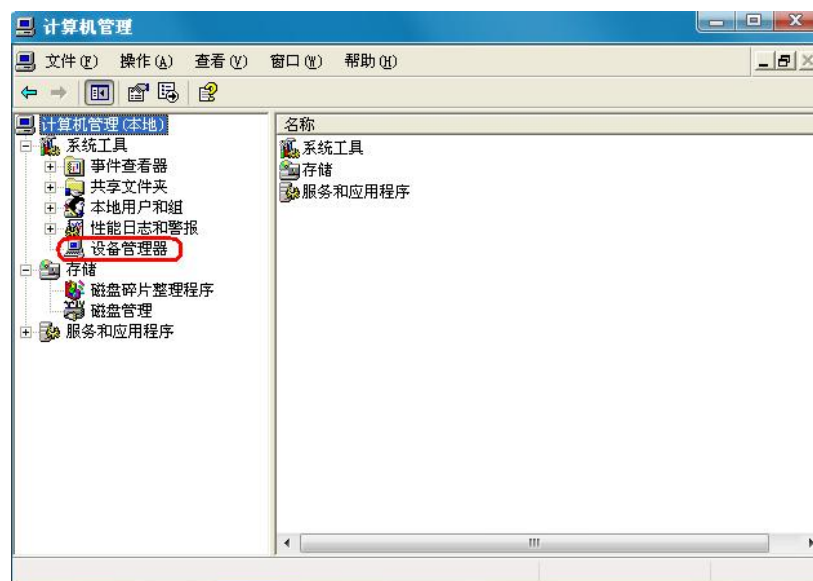 计算机管理
文件(F) 操作(A) 查看(V) 窗口(W) 帮助(H)
计算机管理(本地)
系统工具
事件查看器
共享文件夹
本地用户和组
性能日志和警报
设备管理器
存储
磁盘碎片整理程序
磁盘管理
服务和应用程序
名称
系统工具
存储
服务和应用程序